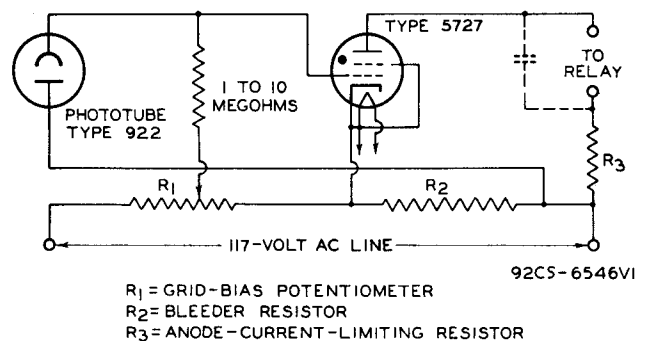 TYPE 5727
TO
RELAY
1 TO 10
MEGOHMS
PHOTOTUBE
TYPE 922
R3
R1
R2
117-VOLT AC LINE
92CS-6546V1
R1 = GRID-BIAS POTENTIOMETER
R2 = BLEEDER RESISTOR
R3 = ANODE-CURRENT-LIMITING RESISTOR